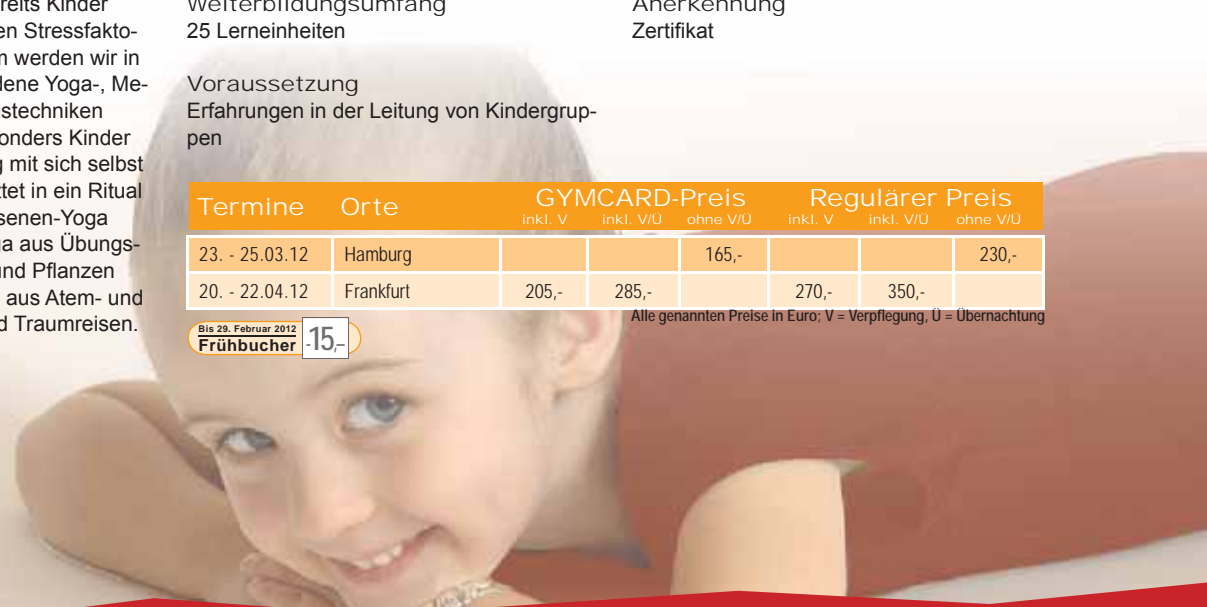 reits Kinder
en Stressfakto-
m werden wir in
dene Yoga-, Me-
stechniken
onders Kinder
g mit sich selbst
ttet in ein Ritual
senen-Yoga
ga aus Übungs-
und Pflanzen
aus Atem- und
d Traumreisen.
Weiterbildungsumfang
25 Lerneinheiten
Voraussetzung
Erfahrungen in der Leitung von Kindergrup-
pen
Anerkennung
Zertifikat
Termine Orte GYMCARD-Preis Regulärer Preis
inkl. V inkl. V/Ü ohne V/Ü inkl. V inkl. V/Ü ohne V/Ü
23. - 25.03.12 Hamburg 165,- 230,-
20. - 22.04.12 Frankfurt 205,- 285,- 270,- 350,-
Alle genannten Preise in Euro; V = Verpflegung, Ü = Übernachtung
Bis 29. Februar 2012
Frühbucher -15,–